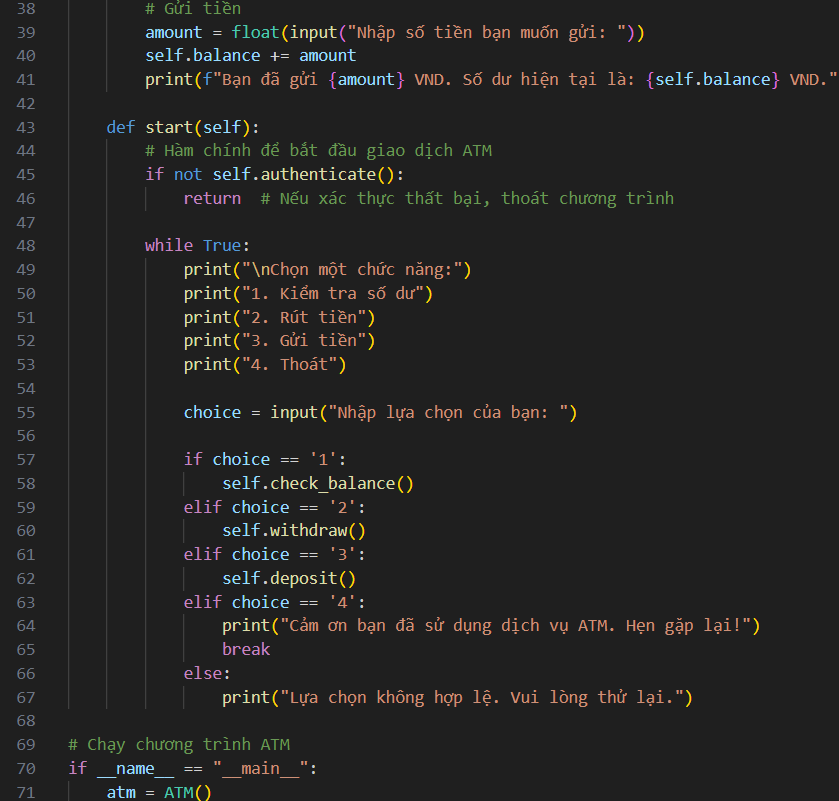 38 # Gửi tiền
39 amount = float(input("Nhập số tiền bạn muốn gửi: "))
40 self.balance += amount
41 print(f"Bạn đã gửi {amount} VND. Số dư hiện tại là: {self.balance} VND."
42
43 def start(self):
44 # Hàm chính để bắt đầu giao dịch ATM
45 if not self.authenticate():
46 return  # Nếu xác thực thất bại, thoát chương trình
47
48 while True:
49 print("\nChọn một chức năng:")
50 print("1. Kiểm tra số dư")
51 print("2. Rút tiền")
52 print("3. Gửi tiền")
53 print("4. Thoát")
54
55 choice = input("Nhập lựa chọn của bạn: ")
56
57 if choice == '1':
58 self.check_balance()
59 elif choice == '2':
60 self.withdraw()
61 elif choice == '3':
62 self.deposit()
63 elif choice == '4':
64 print("Cảm ơn bạn đã sử dụng dịch vụ ATM. Hẹn gặp lại!")
65 break
66 else:
67 print("Lựa chọn không hợp lệ. Vui lòng thử lại.")
68
69 # Chạy chương trình ATM
70 if __name__ == "__main__":
71 atm = ATM()